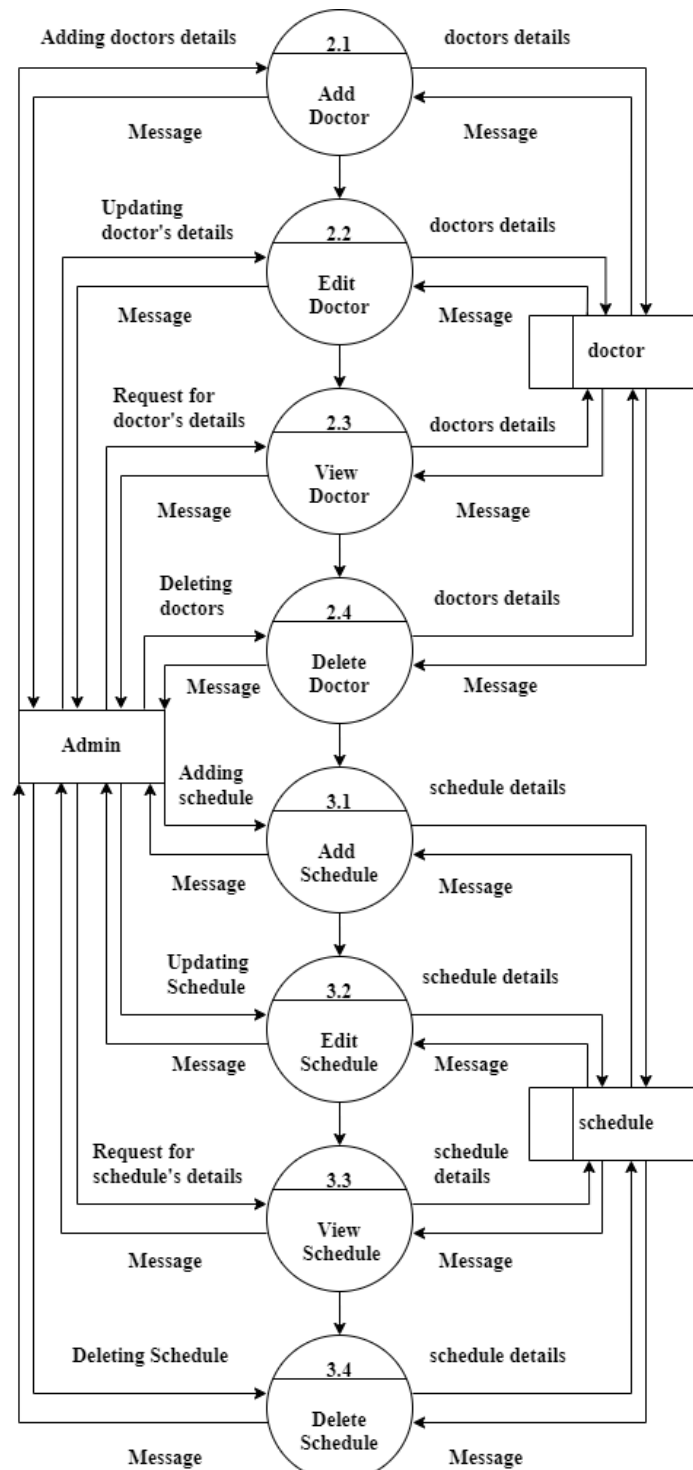 Adding doctors details
2.1
doctors details
Add
Doctor
Message
Message
Updating
doctor's details
2.2
doctors details
Edit
Doctor
Message
Message
doctor
Request for
doctor's details
2.3
doctors details
View
Doctor
Message
Message
Deleting
doctors
2.4
doctors details
Delete
Doctor
Message
Message
Admin
Adding
schedule
3.1
schedule details
Add
Schedule
Message
Message
Updating
Schedule
3.2
schedule details
Edit
Schedule
Message
Message
schedule
Request for
schedule's details
3.3
schedule
details
View
Schedule
Message
Message
Deleting Schedule
3.4
schedule details
Delete
Schedule
Message
Message